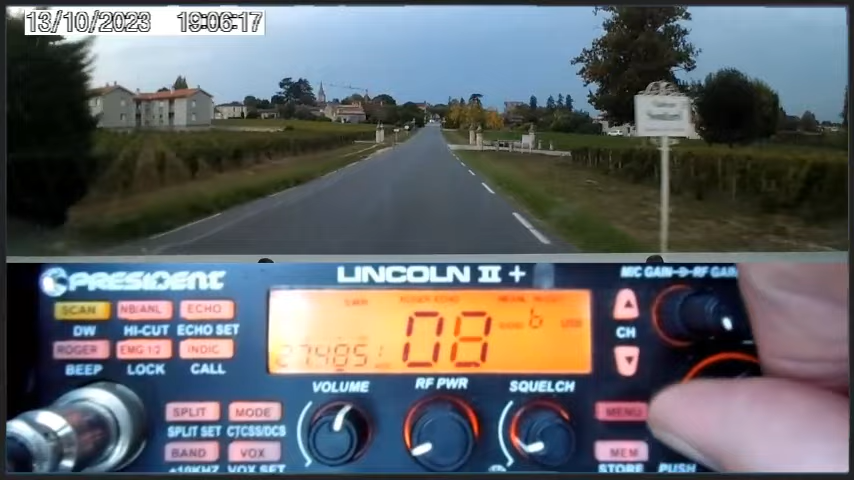 13/10/2023 19:06:17
PRESIDENT
LINCOLN II +
MIC GAIN RF GAIN
SCAN
NB/ANL
ECHO
DW
HI-CUT
ECHO SET
ROGER
EMG 1/2
INDIC
BEEP
LOCK
CALL
08
b
CH
VOLUME
RF PWR
SQUELCH
SPLIT
MODE
SPLIT SET
CTCSS/DCS
BAND
VOX
+10KHZ
VOX SET
MENU
MEM
STORE
PUSH